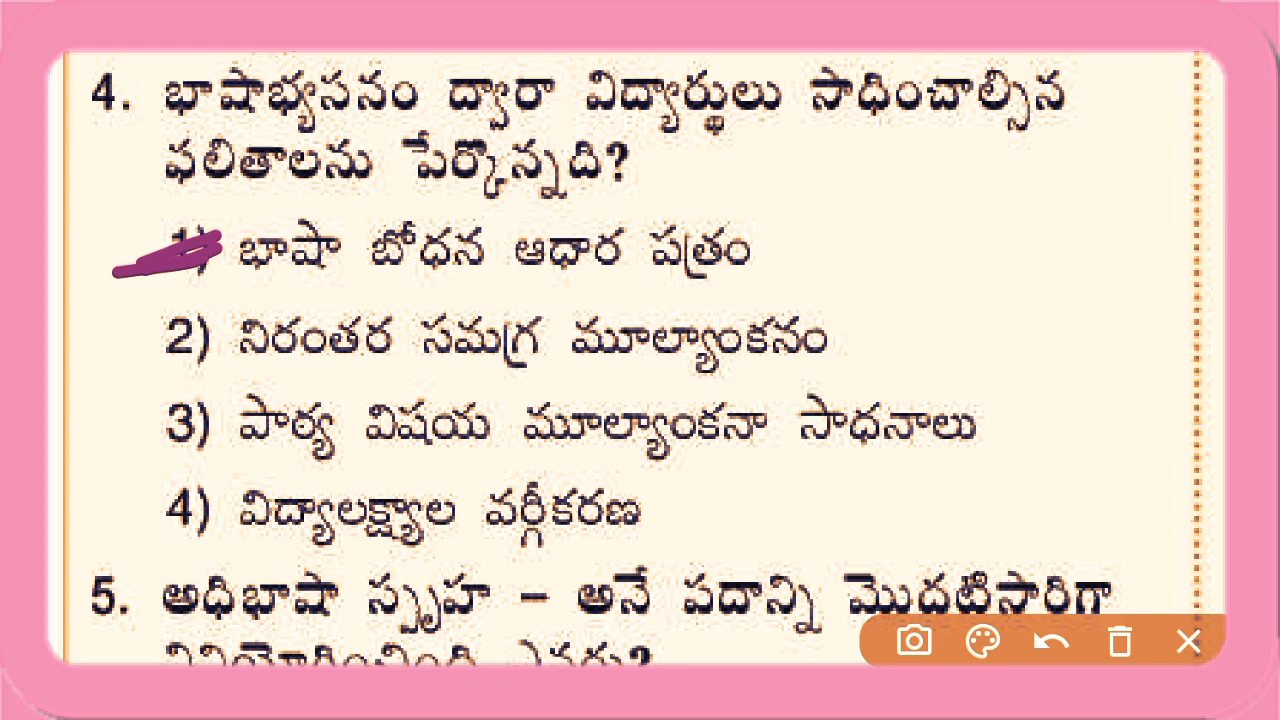 4. భాషాభ్యసనం ద్వారా విద్యార్థులు సాధించాల్సిన
ఫలితాలను పేర్కొన్నది?
1) భాషా బోధన ఆధార పత్రం
2) నిరంతర సమగ్ర మూల్యాంకనం
3) పాఠ్య విషయ మూల్యాంకనా సాధనాలు
4) విద్యాలక్ష్యాల వర్గీకరణ
5. అధిభాషా స్పృహ – అనే పదాన్ని మొదటిసారిగా